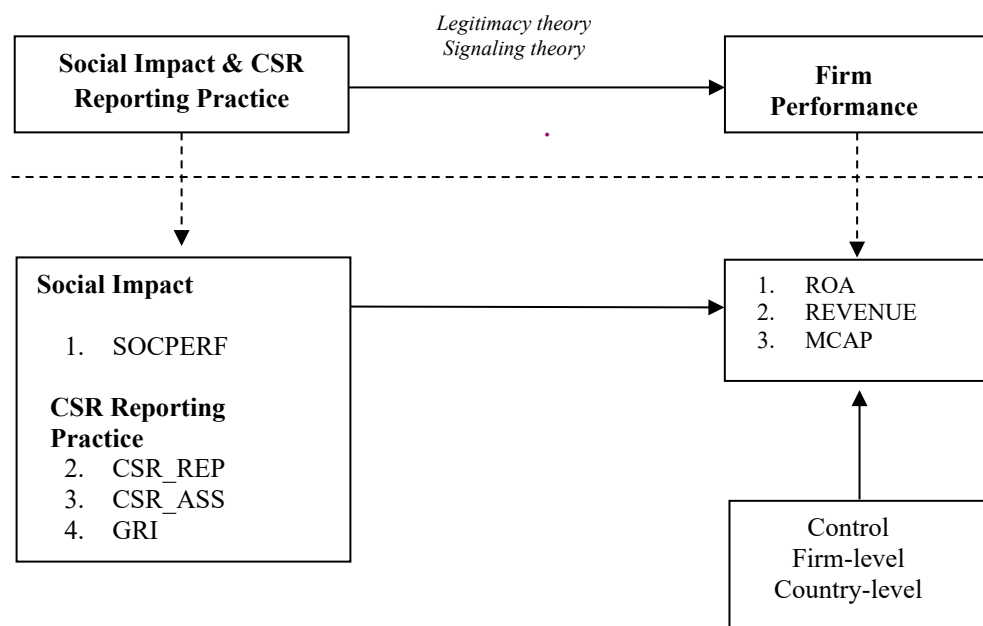 Legitimacy theory
Signaling theory
Social Impact & CSR
Reporting Practice
Firm
Performance
Social Impact
1. SOCPERF
CSR Reporting
Practice
2. CSR_REP
3. CSR_ASS
4. GRI
1. ROA
2. REVENUE
3. MCAP
Control
Firm-level
Country-level